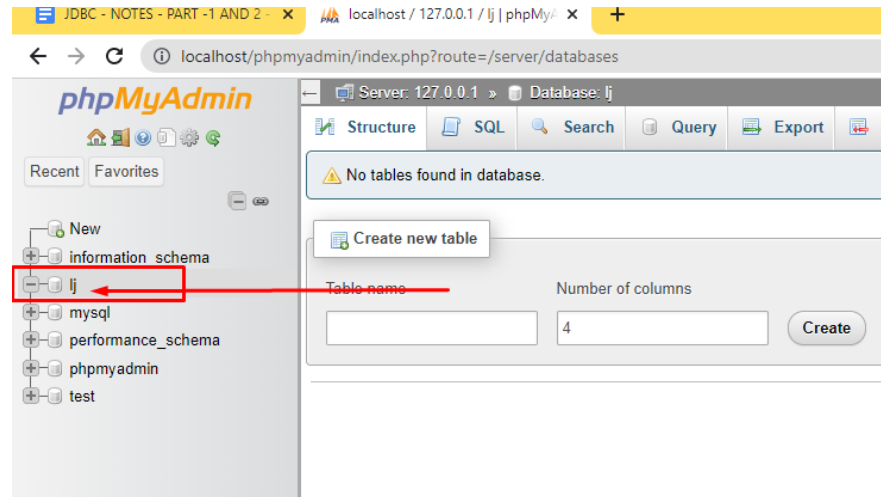 JDBC - NOTES - PART -1 AND 2 -
localhost / 127.0.0.1 / lj | phpMyA
localhost/phpmyadmin/index.php?route=/server/databases
phpMyAdmin
Recent Favorites
New
information_schema
lj
mysql
performance_schema
phpmyadmin
test
Server: 127.0.0.1 » Database: lj
Structure SQL Search Query Export
No tables found in database.
Create new table
Table name Number of columns
4 Create